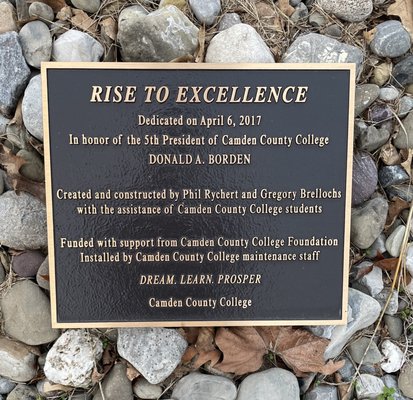 RISE TO EXCELLENCE
Dedicated on April 6, 2017
In honor of the 5th President of Camden County College
DONALD A. BORDEN
Created and constructed by Phil Rychert and Gregory Brellochs
with the assistance of Camden County College students
Funded with support from Camden County College Foundation
Installed by Camden County College maintenance staff
DREAM. LEARN. PROSPER
Camden County College